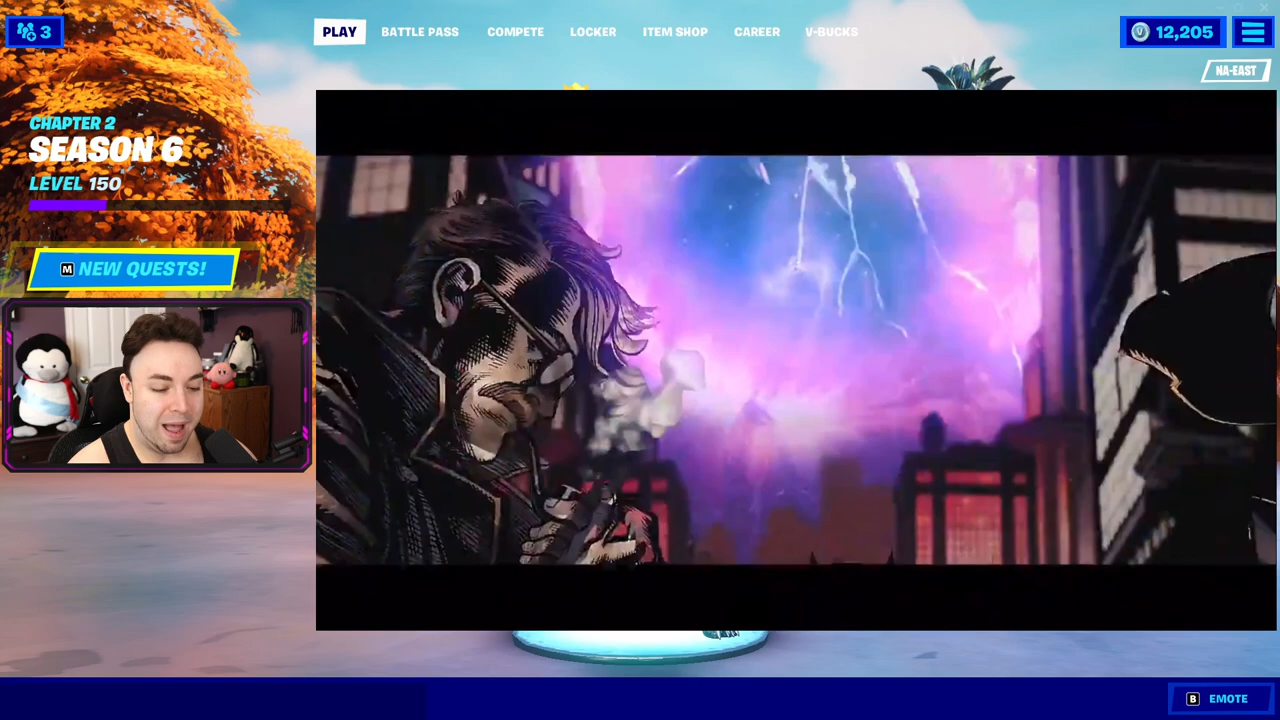 3
PLAY
BATTLE PASS
COMPETE
LOCKER
ITEM SHOP
CAREER
V-BUCKS
12,205
NA-EAST
CHAPTER 2
SEASON 6
LEVEL 150
M NEW QUESTS!
B EMOTE